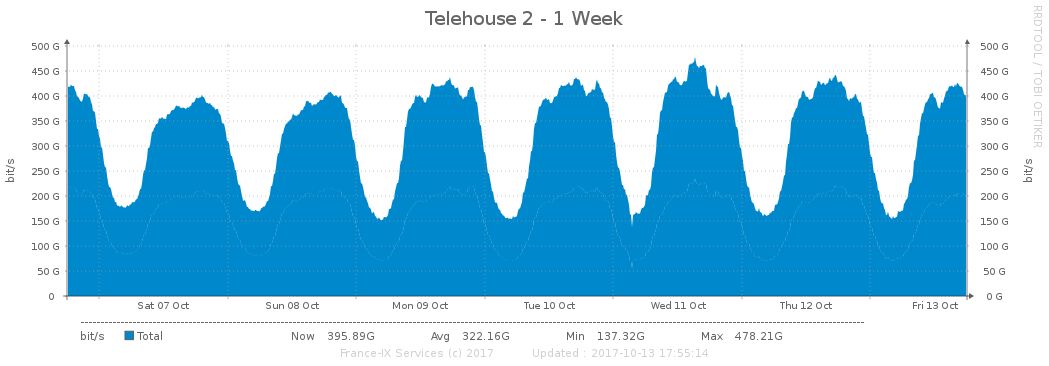 Telehouse 2 - 1 Week
RRDTOOL / TOBI OETIKER
500 G 500 G
450 G 450 G
400 G 400 G
350 G 350 G
300 G 300 G
250 G 250 G
200 G 200 G
150 G 150 G
100 G 100 G
50 G 50 G
0 0 G
bit/s
bit/s
Sat 07 Oct Sun 08 Oct Mon 09 Oct Tue 10 Oct Wed 11 Oct Thu 12 Oct Fri 13 Oct
bit/s Total Now 395.89G Avg 322.16G Min 137.32G Max 478.21G
France-IX Services (c) 2017 Updated : 2017-10-13 17:55:14